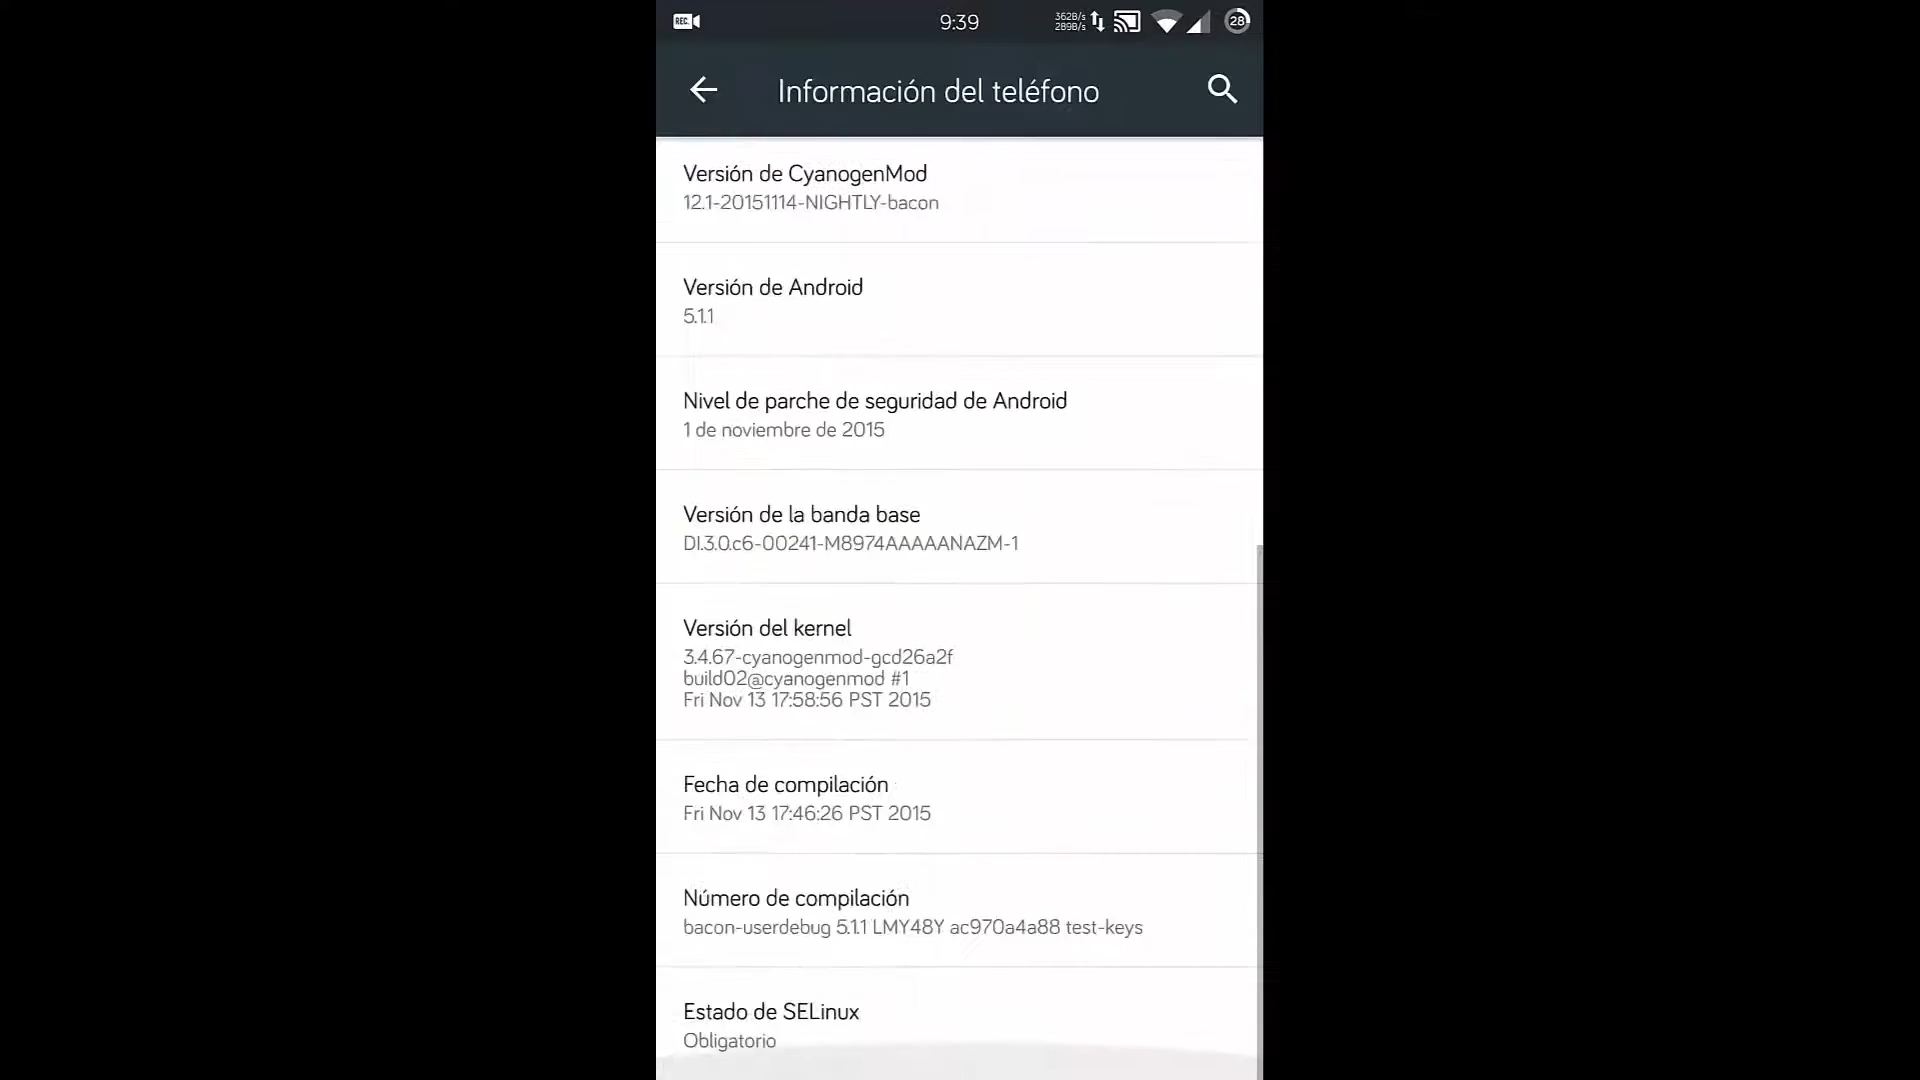 REC
9:39
362B/s
289B/s
28
Información del teléfono
Versión de CyanogenMod
12.1-20151114-NIGHTLY-bacon
Versión de Android
5.1.1
Nivel de parche de seguridad de Android
1 de noviembre de 2015
Versión de la banda base
DI.3.0.c6-00241-M8974AAAAANAZM-1
Versión del kernel
3.4.67-cyanogenmod-gcd26a2f
build02@cyanogenmod #1
Fri Nov 13 17:58:56 PST 2015
Fecha de compilación
Fri Nov 13 17:46:26 PST 2015
Número de compilación
bacon-userdebug 5.1.1 LMY48Y ac970a4a88 test-keys
Estado de SELinux
Obligatorio